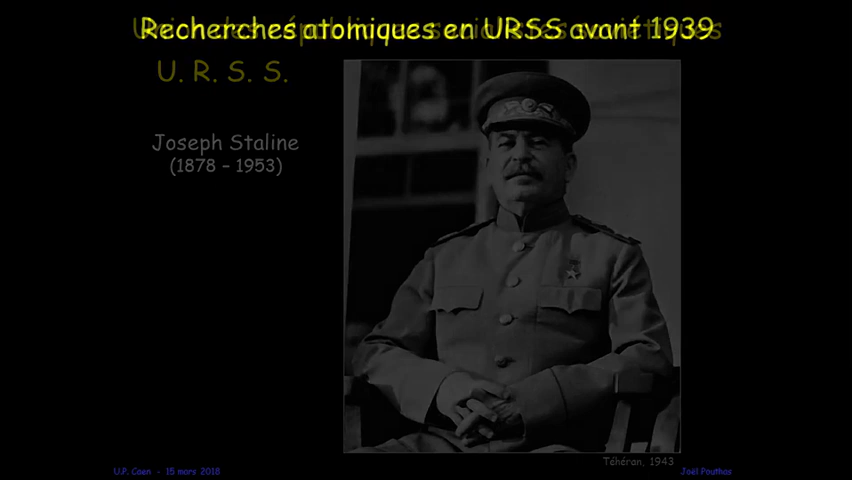 Recherches atomiques en URSS avant 1939
U. R. S. S.
Joseph Staline
(1878 – 1953)
Téhéran, 1943
U.P. Caen - 15 mars 2018
Joël Pouthas